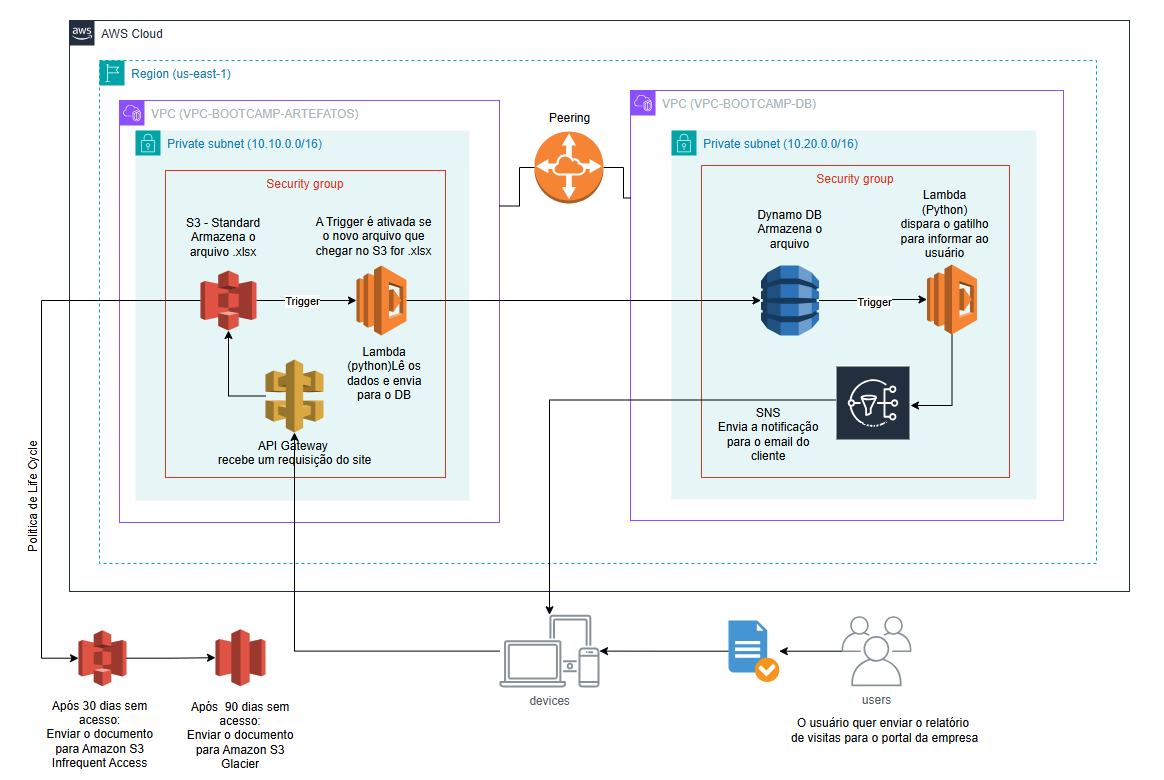 aws
AWS Cloud
Region (us-east-1)
VPC (VPC-BOOTCAMP-ARTEFATOS)
Private subnet (10.10.0.0/16)
Security group
S3 - Standard
Armazena o
arquivo .xlsx
A Trigger é ativada se
o novo arquivo que
chegar no S3 for .xlsx
Trigger
Lambda
(python)Lê os
dados e envia
para o DB
API Gateway
recebe um requisição do site
Peering
VPC (VPC-BOOTCAMP-DB)
Private subnet (10.20.0.0/16)
Security group
Dynamo DB
Armazena o
arquivo
Lambda
(Python)
dispara o gatilho
para informar ao
usuário
Trigger
SNS
Envia a notificação
para o email do
cliente
Política de Life Cycle
Após 30 dias sem
acesso:
Enviar o documento
para Amazon S3
Infrequent Access
Após  90 dias sem
acesso:
Enviar o documento
para Amazon S3
Glacier
devices
users
O usuário quer enviar o relatório
de visitas para o portal da empresa